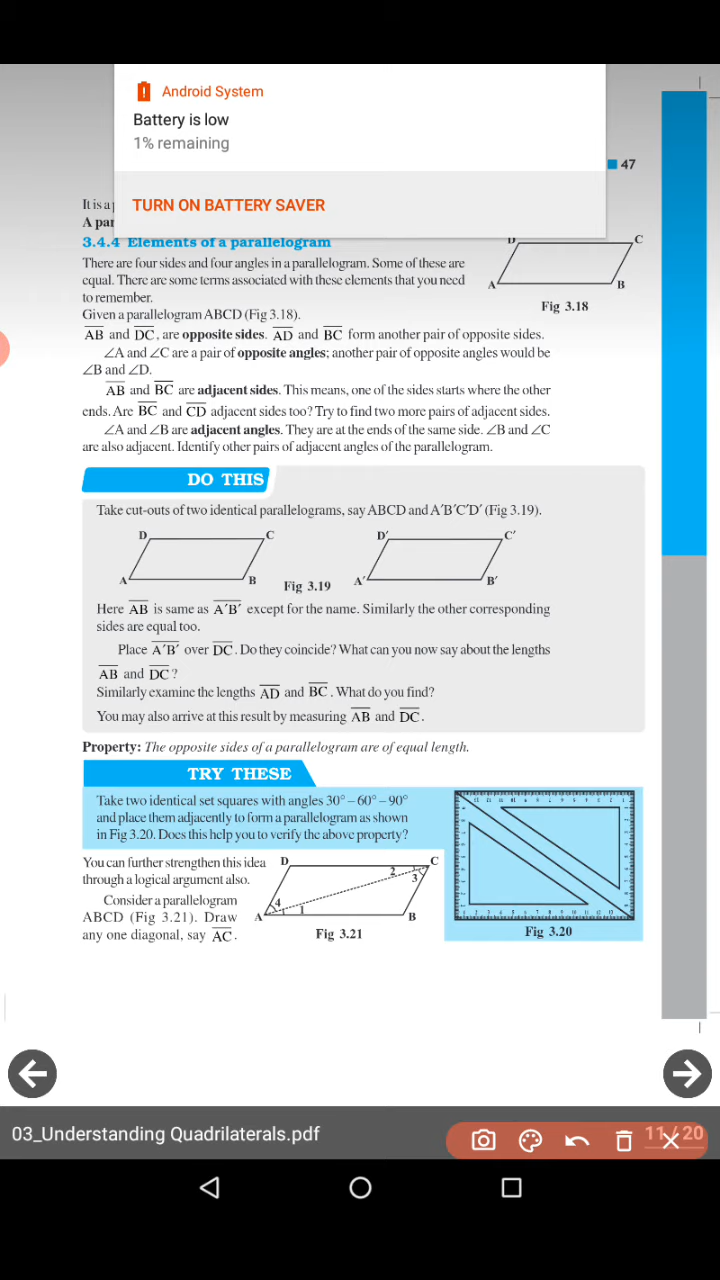 Android System
Battery is low
1% remaining
TURN ON BATTERY SAVER
47
It is a
A
3.4.4 Elements of a parallelogram
There are four sides and four angles in a parallelogram. Some of these are
equal. There are some terms associated with these elements that you need
to remember.
Given a parallelogram ABCD (Fig 3.18).
D
C
A
B
Fig 3.18
AB and DC, are opposite sides. AD and BC form another pair of opposite sides.
∠A and ∠C are a pair of opposite angles; another pair of opposite angles would be
∠B and ∠D.
AB and BC are adjacent sides. This means, one of the sides starts where the other
ends. Are BC and CD adjacent sides too? Try to find two more pairs of adjacent sides.
∠A and ∠B are adjacent angles. They are at the ends of the same side. ∠B and ∠C
are also adjacent. Identify other pairs of adjacent angles of the parallelogram.
DO THIS
Take cut-outs of two identical parallelograms, say ABCD and A′B′C′D′ (Fig 3.19).
D
C
D′
C′
A
B
Fig 3.19
A′
B′
Here AB is same as A′B′ except for the name. Similarly the other corresponding
sides are equal too.
Place A′B′ over DC. Do they coincide? What can you now say about the lengths
AB and DC?
Similarly examine the lengths AD and BC. What do you find?
You may also arrive at this result by measuring AB and DC.
Property: The opposite sides of a parallelogram are of equal length.
TRY THESE
Take two identical set squares with angles 30° – 60° – 90°
and place them adjacently to form a parallelogram as shown
in Fig 3.20. Does this help you to verify the above property?
You can further strengthen this idea
through a logical argument also.
Consider a parallelogram
ABCD (Fig 3.21). Draw
any one diagonal, say AC.
D
C
2
3
4
1
A
B
Fig 3.21
Fig 3.20
03_Understanding Quadrilaterals.pdf
11 / 20